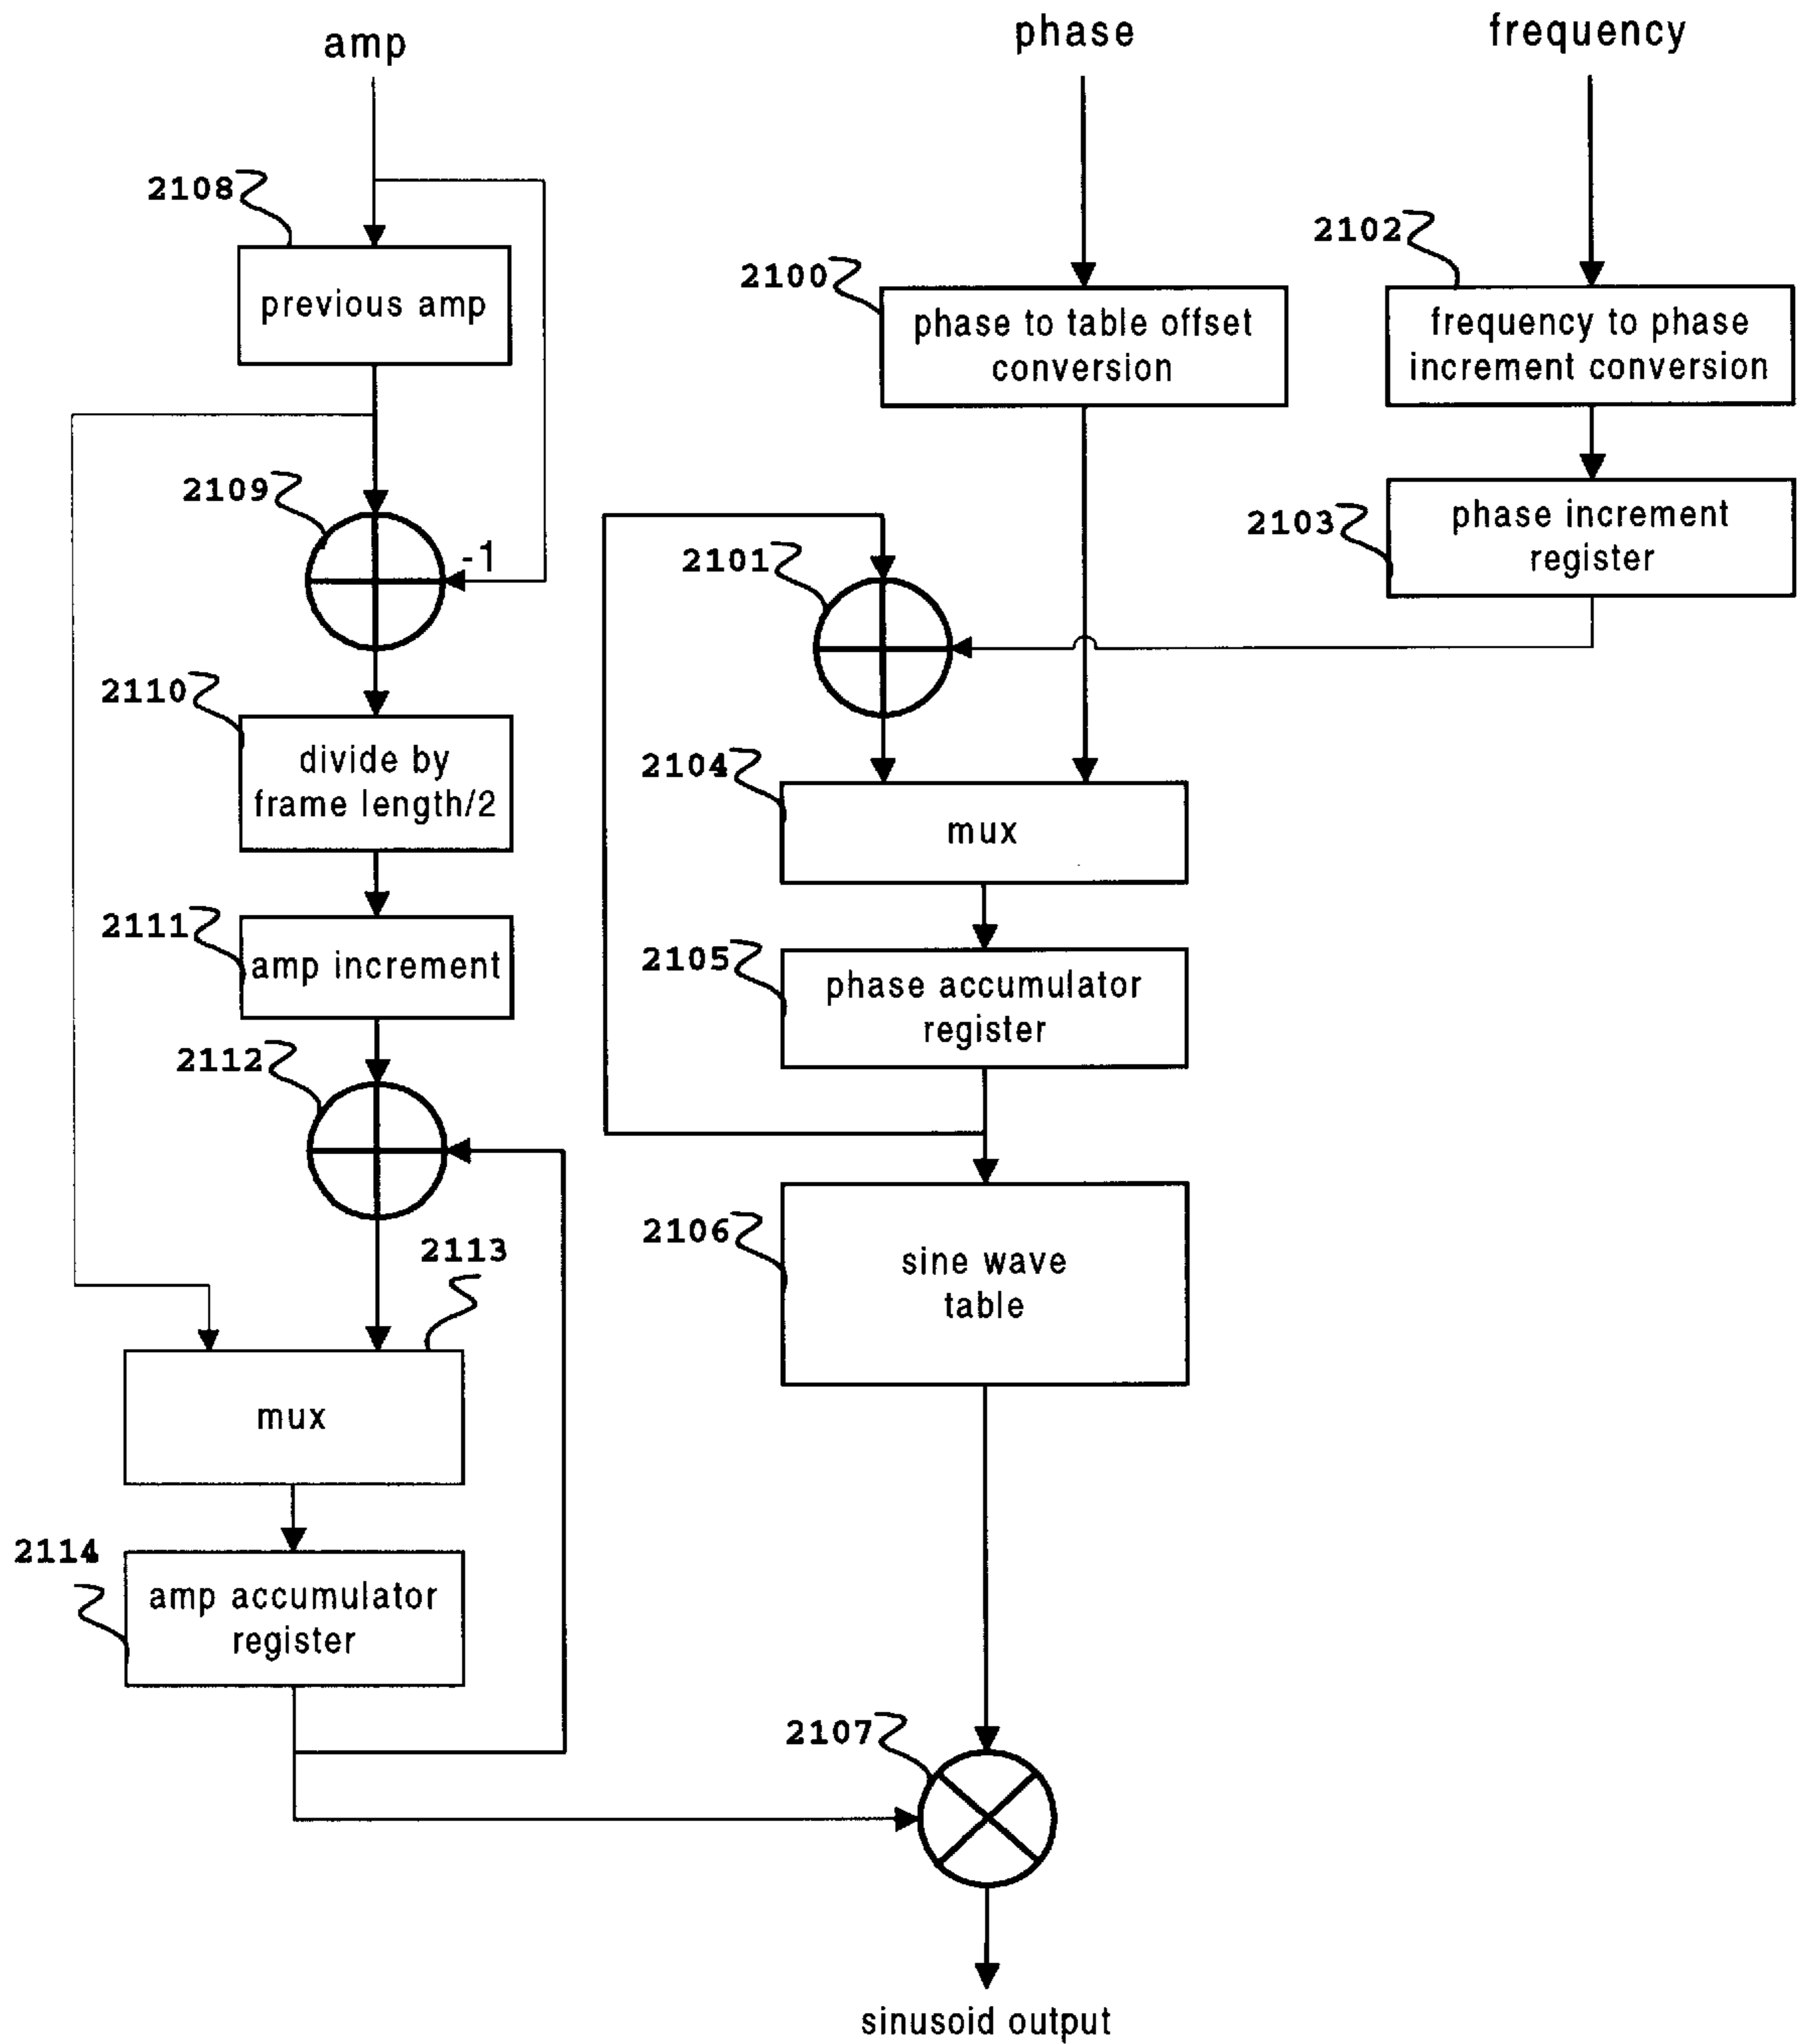 amp
phase
frequency
2108
previous amp
2100
phase to table offset
conversion
2102
frequency to phase
increment conversion
2109
-1
2101
2103
phase increment
register
2110
divide by
frame length/2
2104
mux
2111
amp increment
2105
phase accumulator
register
2112
2113
2106
sine wave
table
mux
2114
amp accumulator
register
2107
sinusoid output